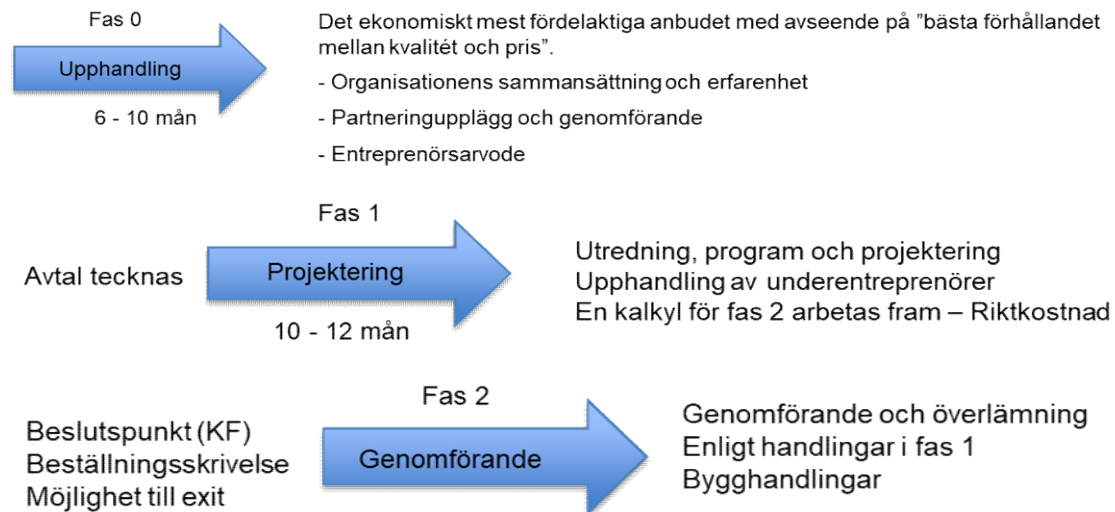 Fas 0
Upphandling
6 - 10 mån
Det ekonomiskt mest fördelaktiga anbudet med avseende på ”bästa förhållandet
mellan kvalitét och pris”.
- Organisationens sammansättning och erfarenhet
- Partneringupplägg och genomförande
- Entreprenörsarvode
Fas 1
Avtal tecknas
Projektering
10 - 12 mån
Utredning, program och projektering
Upphandling av underentreprenörer
En kalkyl för fas 2 arbetas fram – Riktkostnad
Fas 2
Beslutspunkt (KF)
Beställningsskrivelse
Möjlighet till exit
Genomförande
Genomförande och överlämning
Enligt handlingar i fas 1
Bygghandlingar